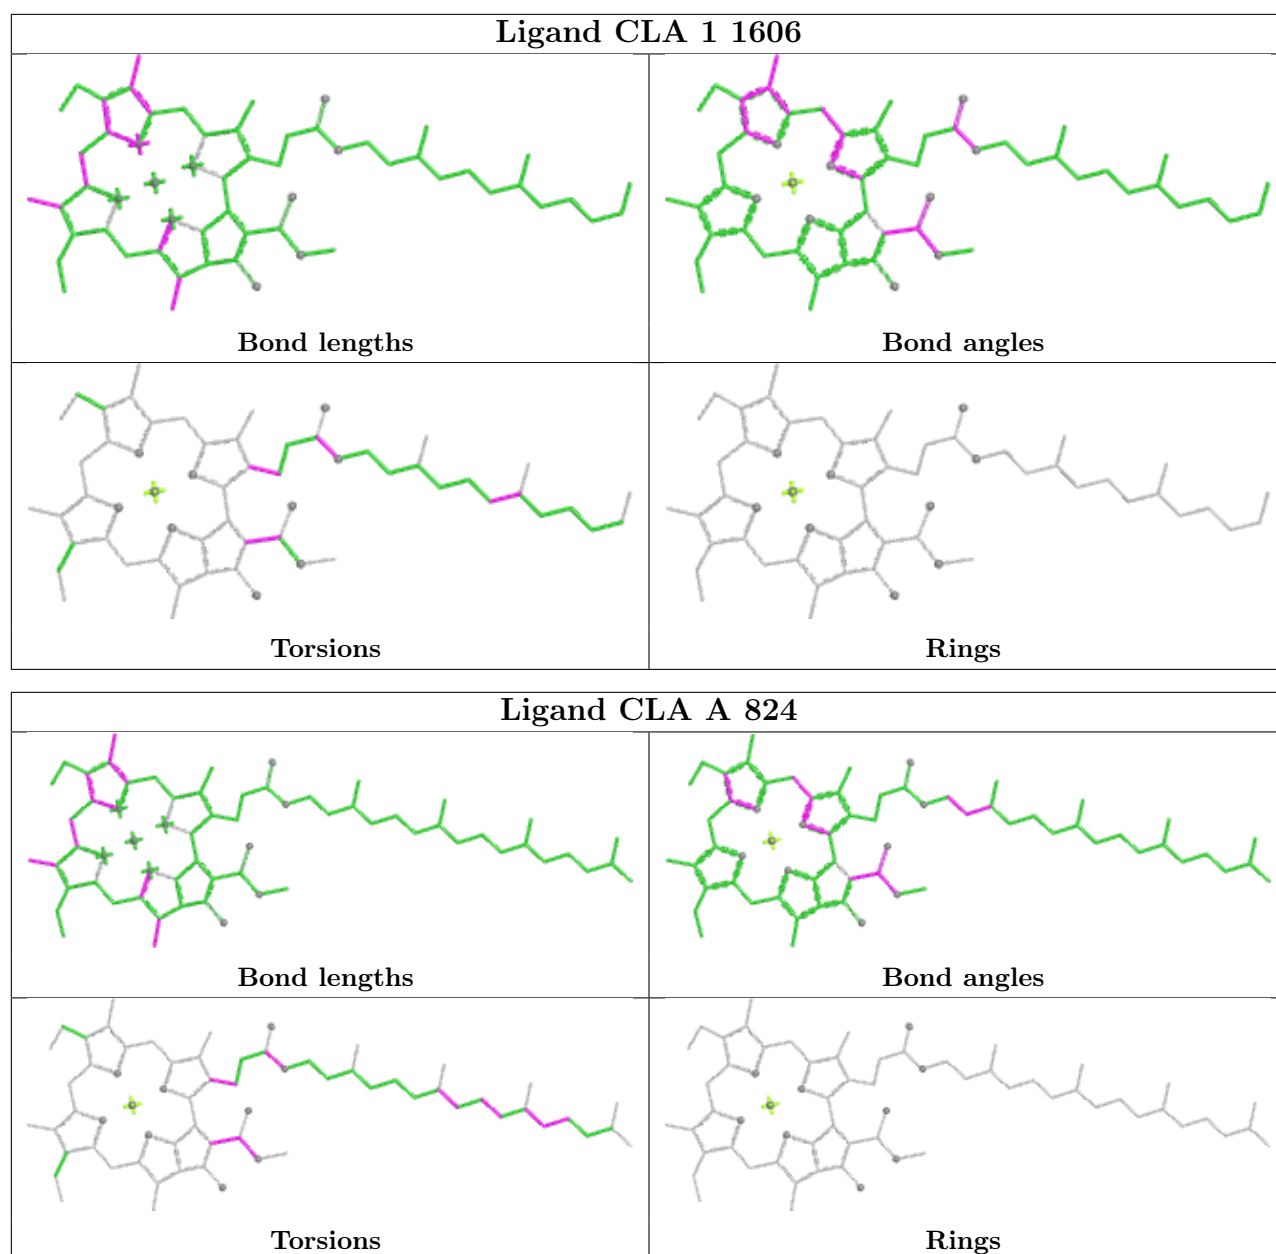 Ligand CLA 1 1606
Bond lengths
Bond angles
Torsions
Rings
Ligand CLA A 824
Bond lengths
Bond angles
Torsions
Rings